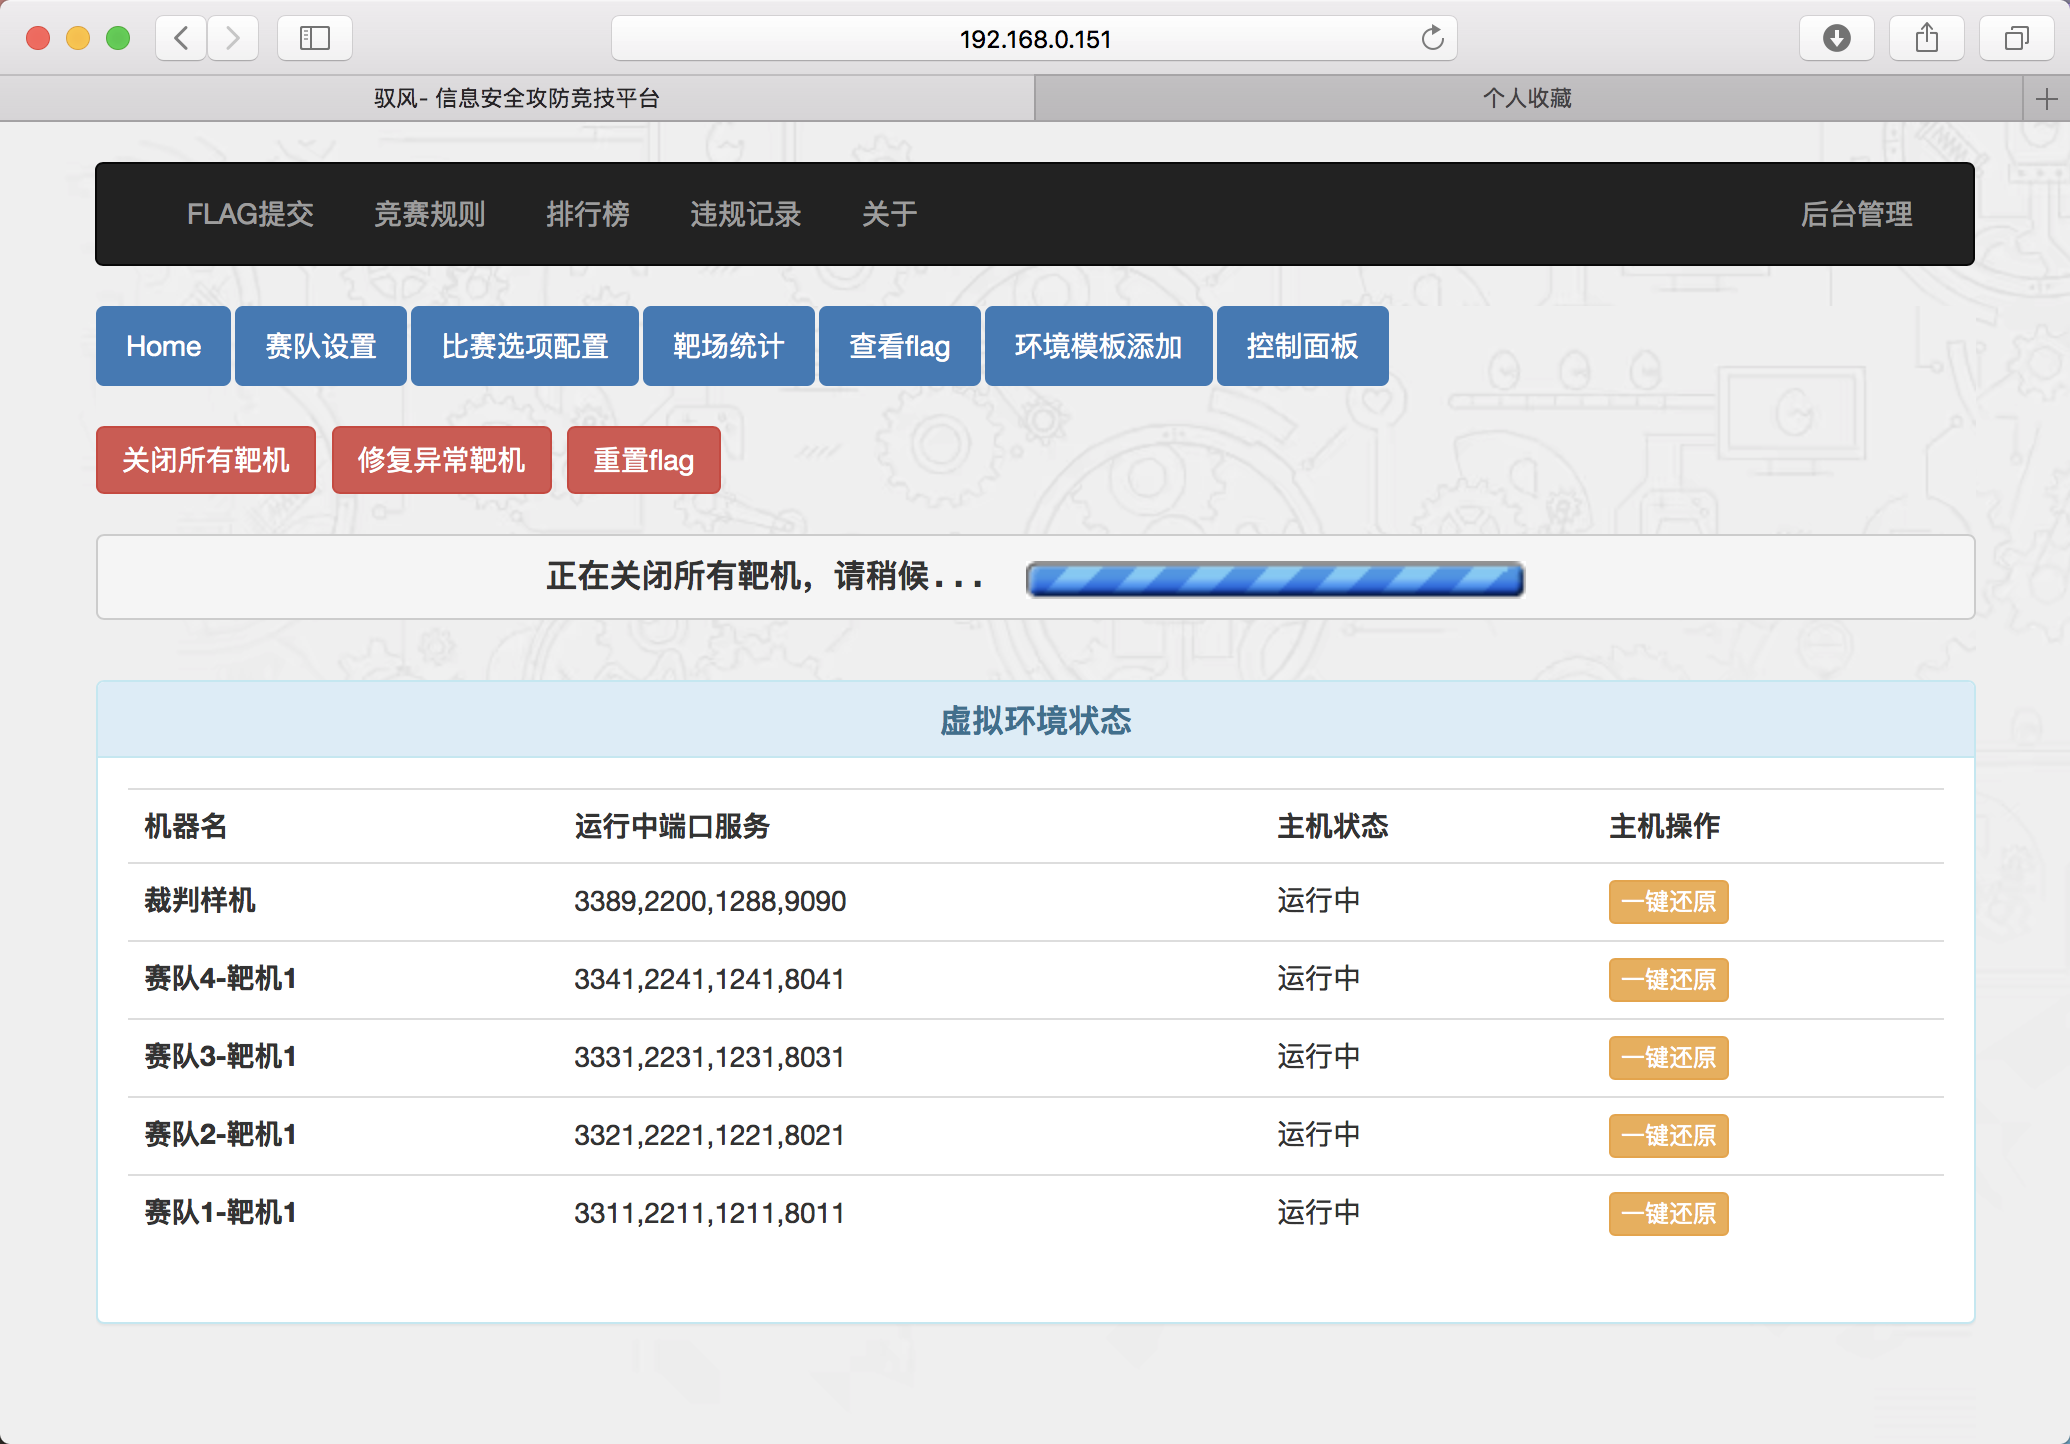 192.168.0.151
驭风- 信息安全攻防竞技平台 个人收藏
FLAG提交 竞赛规则 排行榜 违规记录 关于 后台管理
Home 赛队设置 比赛选项配置 靶场统计 查看flag 环境模板添加 控制面板
关闭所有靶机 修复异常靶机 重置flag
正在关闭所有靶机，请稍候...
虚拟环境状态
机器名 运行中端口服务 主机状态 主机操作
裁判样机 3389,2200,1288,9090 运行中 一键还原
赛队4-靶机1 3341,2241,1241,8041 运行中 一键还原
赛队3-靶机1 3331,2231,1231,8031 运行中 一键还原
赛队2-靶机1 3321,2221,1221,8021 运行中 一键还原
赛队1-靶机1 3311,2211,1211,8011 运行中 一键还原